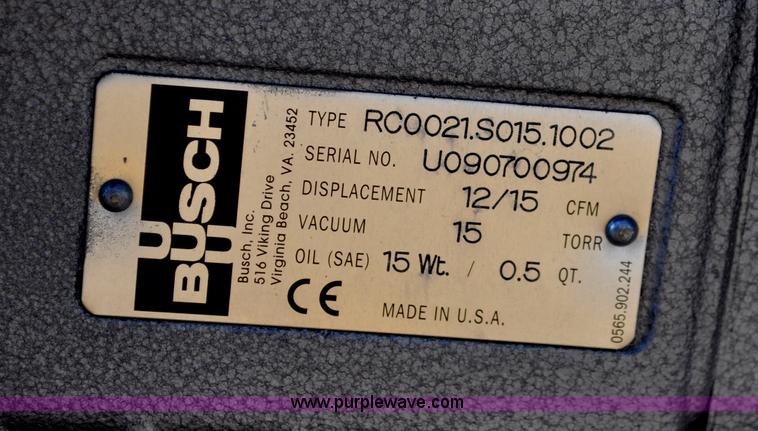 BUSCH
Busch, Inc.
516 Viking Drive
Virginia Beach, VA. 23452
TYPE RC0021.S015.1002
SERIAL NO. U090700974
DISPLACEMENT 12/15 CFM
VACUUM 15 TORR
OIL (SAE) 15 Wt. / 0.5 QT.
CE MADE IN U.S.A.
0565.902.244
www.purplewave.com